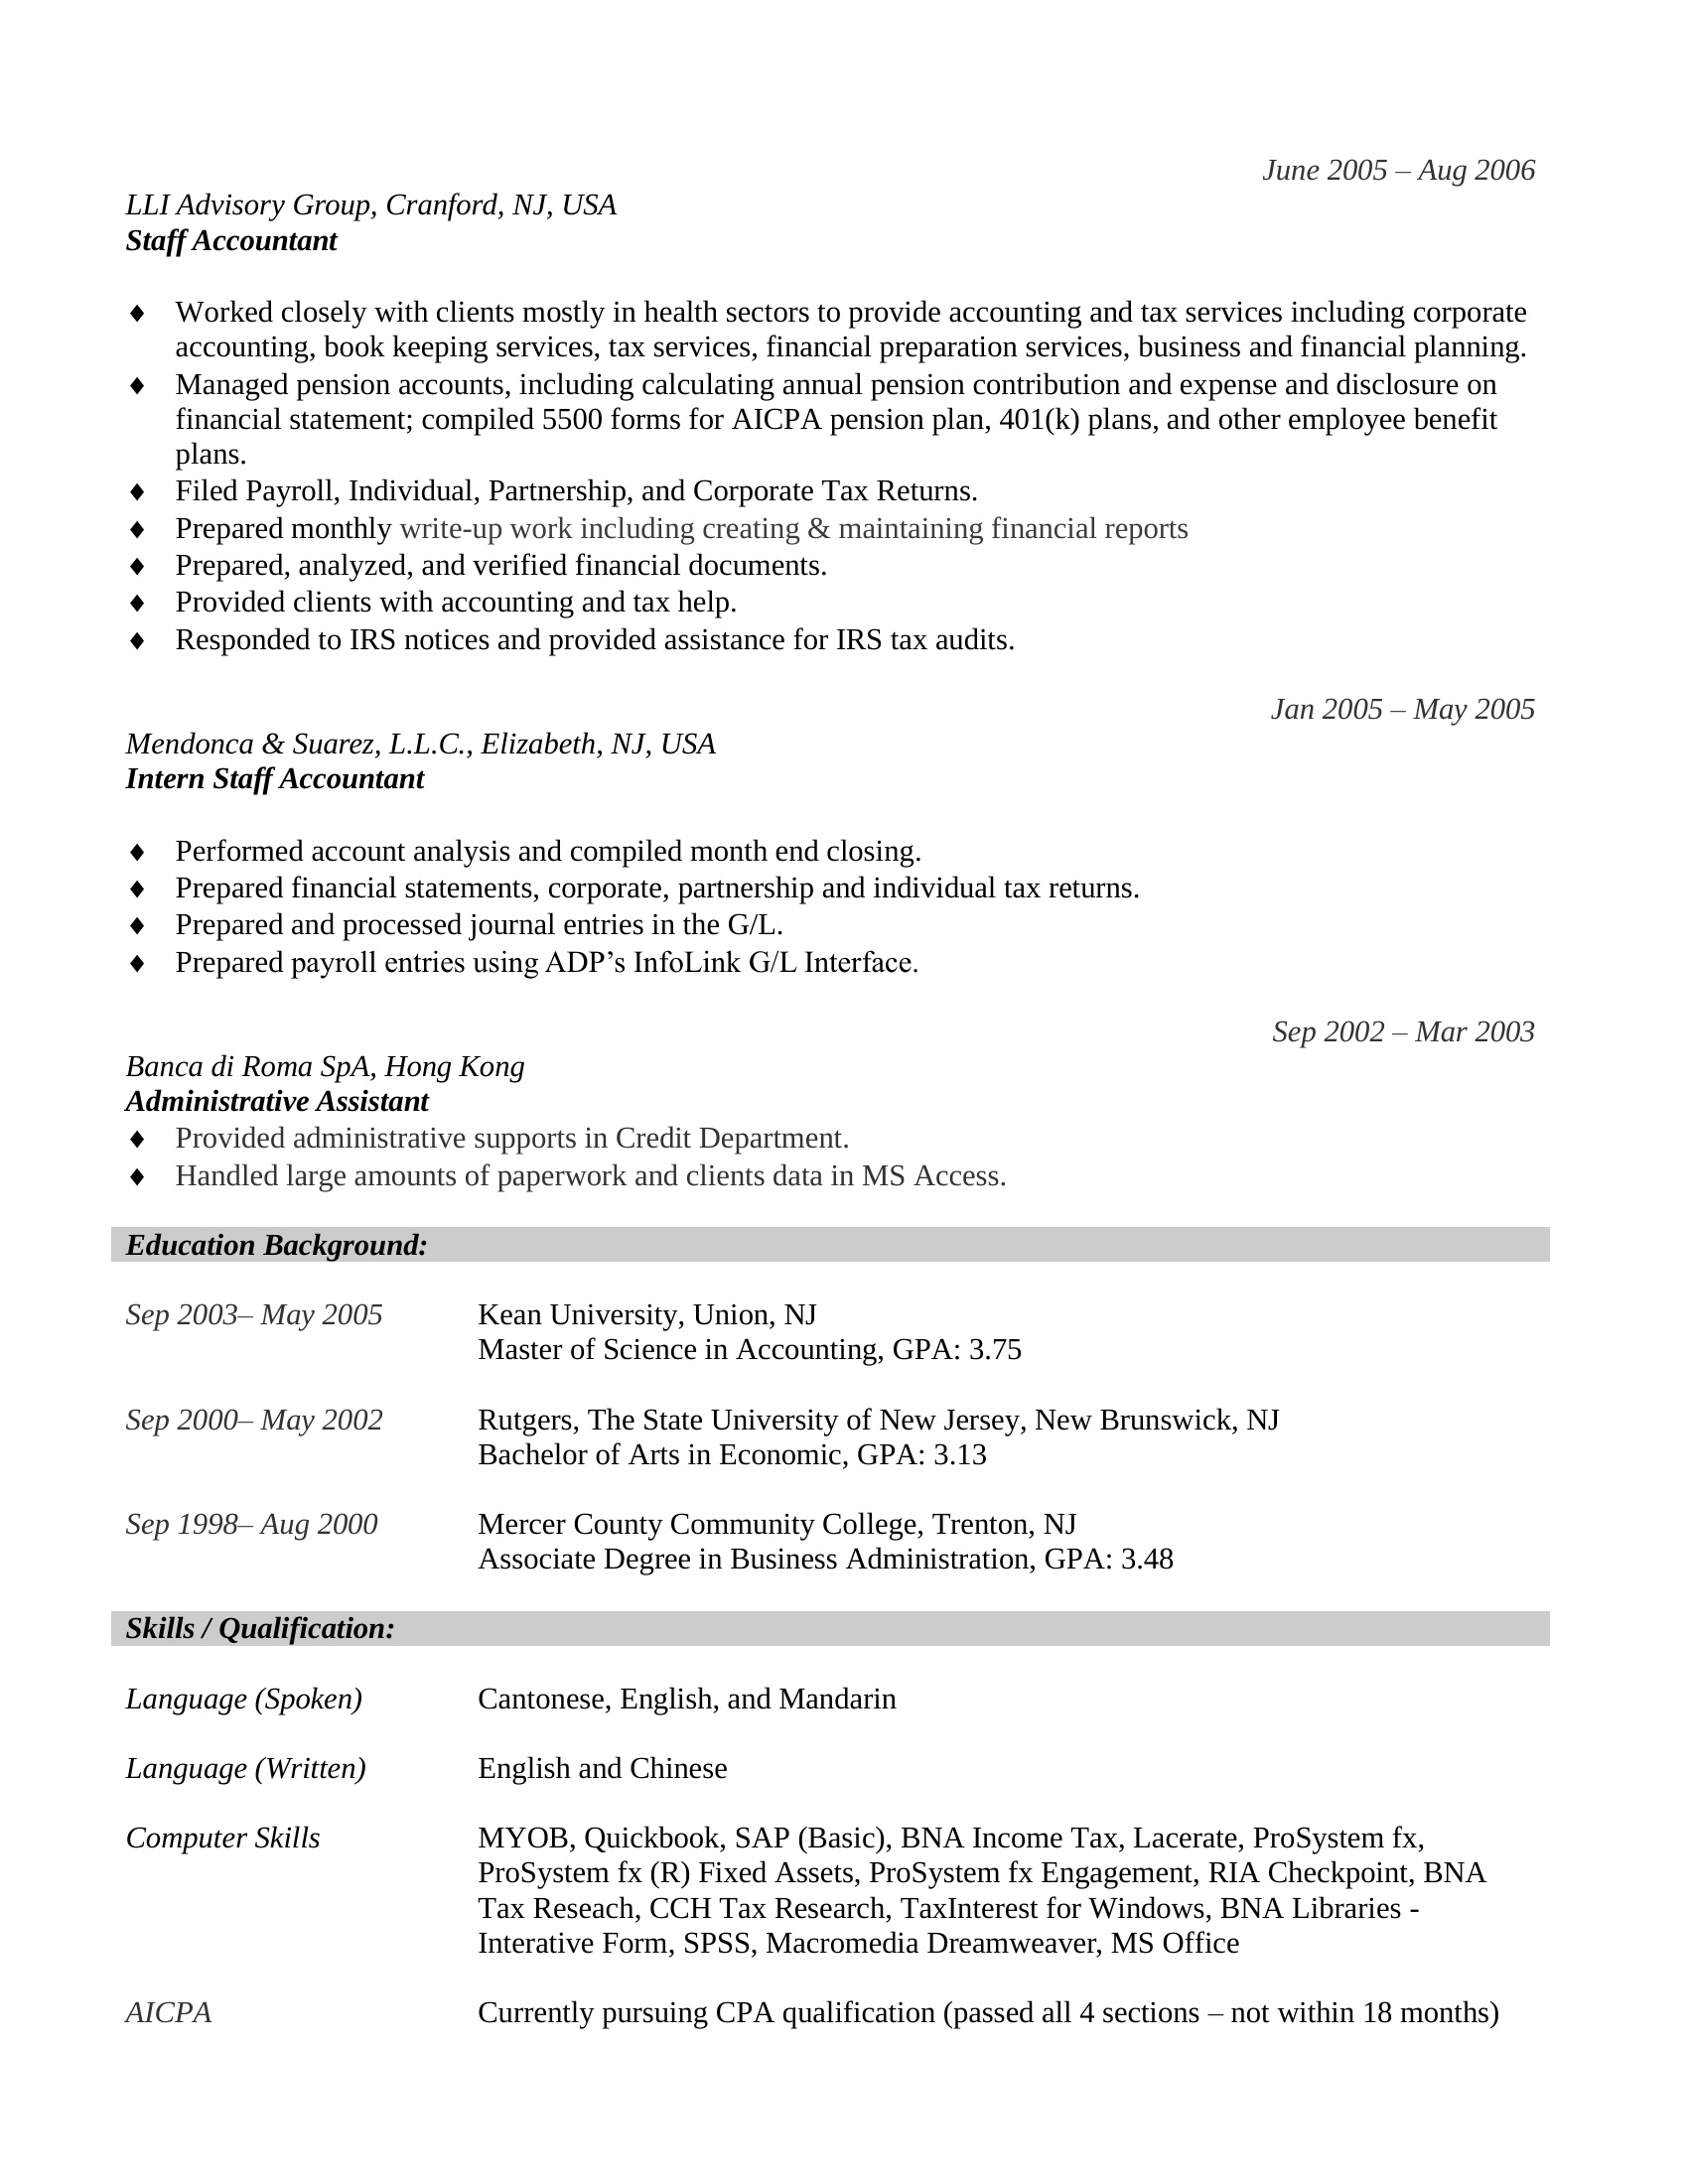 June 2005 – Aug 2006
LLI Advisory Group, Cranford, NJ, USA
Staff Accountant
♦ Worked closely with clients mostly in health sectors to provide accounting and tax services including corporate
accounting, book keeping services, tax services, financial preparation services, business and financial planning.
♦ Managed pension accounts, including calculating annual pension contribution and expense and disclosure on
financial statement; compiled 5500 forms for AICPA pension plan, 401(k) plans, and other employee benefit
plans.
♦ Filed Payroll, Individual, Partnership, and Corporate Tax Returns.
♦ Prepared monthly write-up work including creating & maintaining financial reports
♦ Prepared, analyzed, and verified financial documents.
♦ Provided clients with accounting and tax help.
♦ Responded to IRS notices and provided assistance for IRS tax audits.
Jan 2005 – May 2005
Mendonca & Suarez, L.L.C., Elizabeth, NJ, USA
Intern Staff Accountant
♦ Performed account analysis and compiled month end closing.
♦ Prepared financial statements, corporate, partnership and individual tax returns.
♦ Prepared and processed journal entries in the G/L.
♦ Prepared payroll entries using ADP’s InfoLink G/L Interface.
Sep 2002 – Mar 2003
Banca di Roma SpA, Hong Kong
Administrative Assistant
♦ Provided administrative supports in Credit Department.
♦ Handled large amounts of paperwork and clients data in MS Access.
Education Background:
Sep 2003– May 2005 Kean University, Union, NJ
Master of Science in Accounting, GPA: 3.75
Sep 2000– May 2002 Rutgers, The State University of New Jersey, New Brunswick, NJ
Bachelor of Arts in Economic, GPA: 3.13
Sep 1998– Aug 2000 Mercer County Community College, Trenton, NJ
Associate Degree in Business Administration, GPA: 3.48
Skills / Qualification:
Language (Spoken) Cantonese, English, and Mandarin
Language (Written) English and Chinese
Computer Skills MYOB, Quickbook, SAP (Basic), BNA Income Tax, Lacerate, ProSystem fx,
ProSystem fx (R) Fixed Assets, ProSystem fx Engagement, RIA Checkpoint, BNA
Tax Reseach, CCH Tax Research, TaxInterest for Windows, BNA Libraries -
Interative Form, SPSS, Macromedia Dreamweaver, MS Office
AICPA Currently pursuing CPA qualification (passed all 4 sections – not within 18 months)